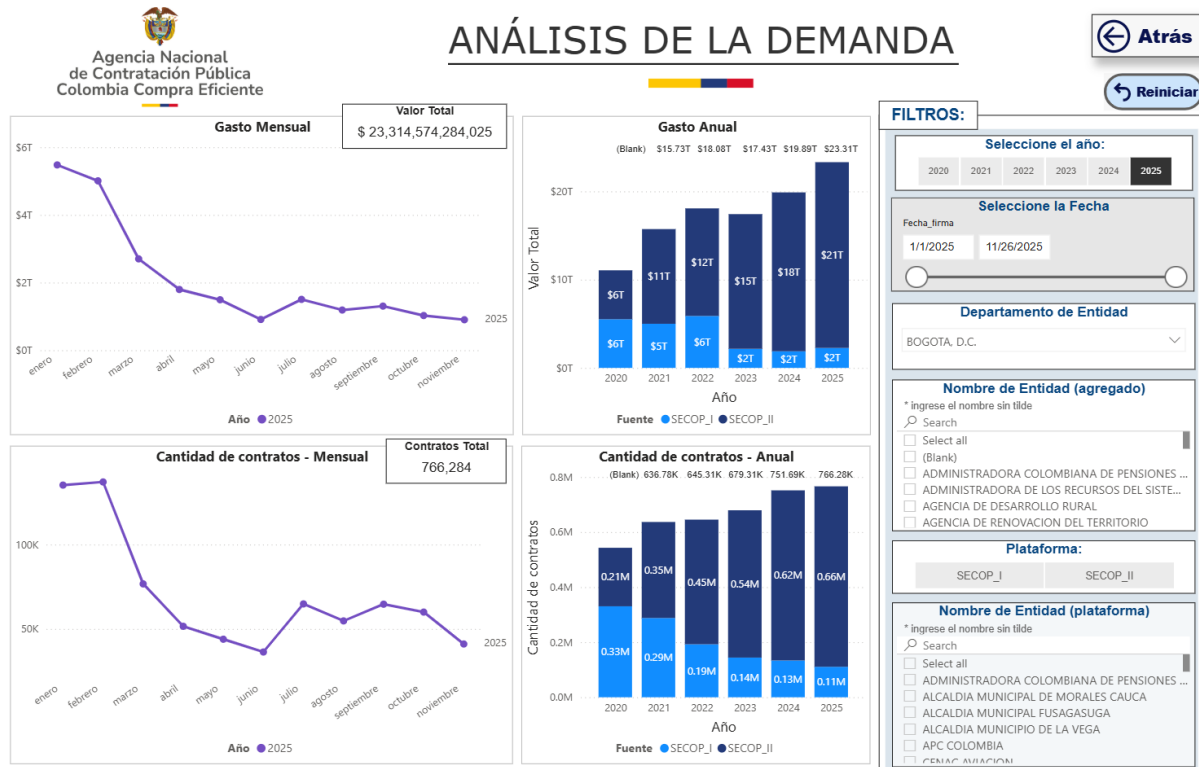 Agencia Nacional
de Contratación Pública
Colombia Compra Eficiente
ANÁLISIS DE LA DEMANDA
Atrás
Reiniciar
Gasto Mensual
Valor Total
$ 23,314,574,284,025
$6T
$4T
$2T
$0T
2025
enero
febrero
marzo
abril
mayo
junio
julio
agosto
septiembre
octubre
noviembre
Año 2025
Gasto Anual
(Blank) $15.73T $18.08T $17.43T $19.89T $23.31T
Valor Total
$20T
$10T
$0T
$6T
$11T
$12T
$15T
$18T
$21T
$6T
$5T
$6T
$2T
$2T
$2T
2020 2021 2022 2023 2024 2025
Año
Fuente SECOP_I SECOP_II
Cantidad de contratos - Mensual
Contratos Total
766,284
100K
50K
2025
enero
febrero
marzo
abril
mayo
junio
julio
agosto
septiembre
octubre
noviembre
Año 2025
Cantidad de contratos - Anual
(Blank) 636.78K 645.31K 679.31K 751.69K 766.28K
Cantidad de contratos
0.8M
0.6M
0.4M
0.2M
0.0M
0.21M
0.35M
0.45M
0.54M
0.62M
0.66M
0.33M
0.29M
0.19M
0.14M
0.13M
0.11M
2020 2021 2022 2023 2024 2025
Año
Fuente SECOP_I SECOP_II
FILTROS:
Seleccione el año:
2020 2021 2022 2023 2024 2025
Seleccione la Fecha
Fecha_firma
1/1/2025 11/26/2025
Departamento de Entidad
BOGOTA, D.C.
Nombre de Entidad (agregado)
* ingrese el nombre sin tilde
Search
Select all
(Blank)
ADMINISTRADORA COLOMBIANA DE PENSIONES ...
ADMINISTRADORA DE LOS RECURSOS DEL SISTE...
AGENCIA DE DESARROLLO RURAL
AGENCIA DE RENOVACION DEL TERRITORIO
Plataforma:
SECOP_I SECOP_II
Nombre de Entidad (plataforma)
* ingrese el nombre sin tilde
Search
Select all
ADMINISTRADORA COLOMBIANA DE PENSIONES ...
ALCALDIA MUNICIPAL DE MORALES CAUCA
ALCALDIA MUNICIPAL FUSAGASUGA
ALCALDIA MUNICIPIO DE LA VEGA
APC COLOMBIA
CENAC AVIACION